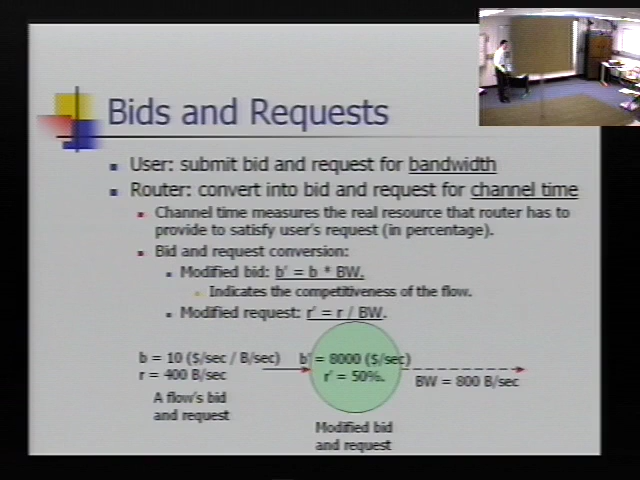 Bids and Requests
User: submit bid and request for bandwidth
Router: convert into bid and request for channel time
Channel time measures the real resource that router has to
provide to satisfy user's request (in percentage).
Bid and request conversion:
Modified bid: b' = b * BW.
Indicates the competitiveness of the flow.
Modified request: r' = r / BW.
b = 10 ($/sec / B/sec)
r = 400 B/sec
A flow's bid
and request
b' = 8000 ($/sec)
r' = 50%.
BW = 800 B/sec
Modified bid
and request